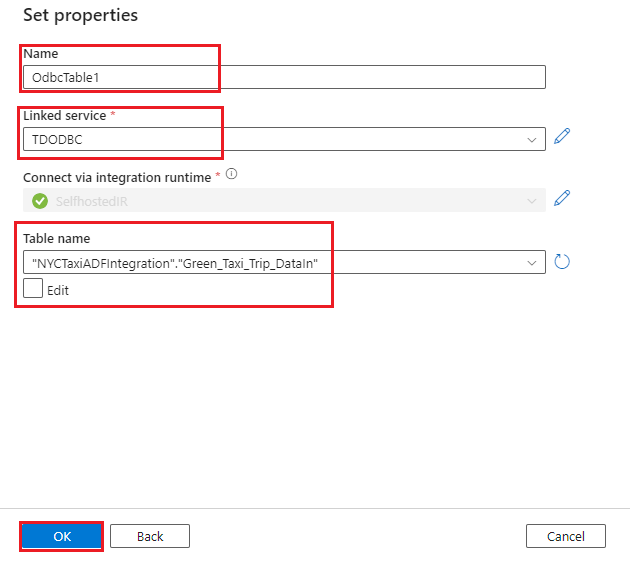 Set properties
Name
OdbcTable1
Linked service *
TDODBC
Connect via integration runtime *
SelfhostedIR
Table name
"NYCTaxiADFIntegration"."Green_Taxi_Trip_DataIn"
Edit
OK Back Cancel